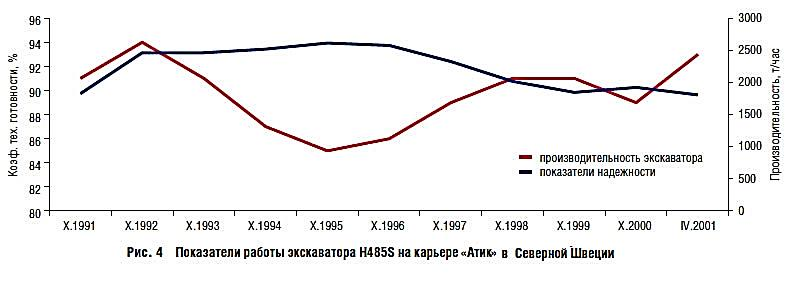 96
94
92
90
88
86
84
82
80
Коэф. тех. готовности, %
3000
2500
2000
1500
1000
500
0
Производительность, т/час
производительность экскаватора
показатели надежности
X.1991 X.1992 X.1993 X.1994 X.1995 X.1996 X.1997 X.1998 X.1999 X.2000 IV.2001
Рис. 4 Показатели работы экскаватора H485S на карьере «Атик» в Северной Швеции